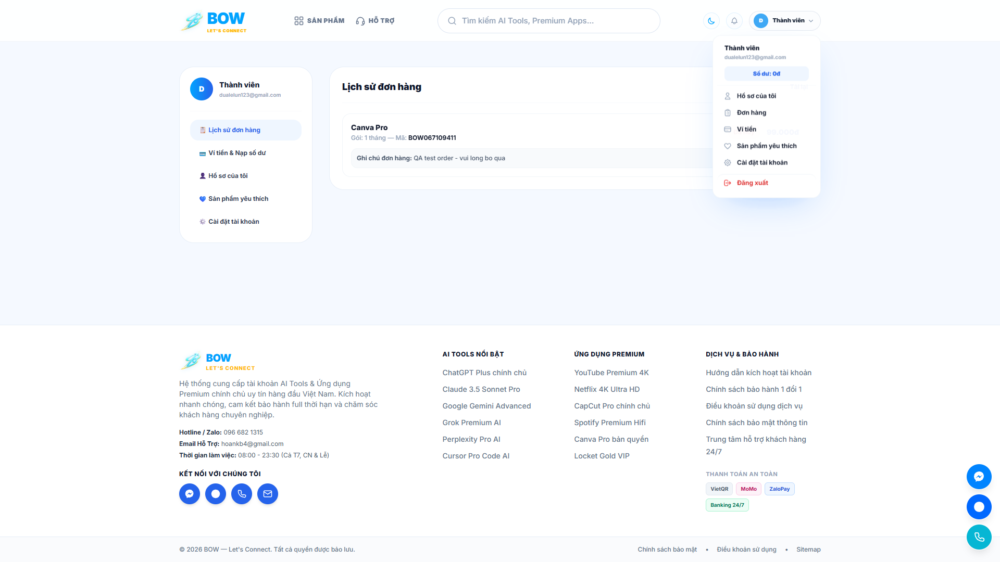 BOW
LET'S CONNECT
SẢN PHẨM
HỖ TRỢ
Tìm kiếm AI Tools, Premium Apps...
D
Thành viên
Thành viên
dualelun123@gmail.com
Số dư: 0đ
Hồ sơ của tôi
Đơn hàng
Ví tiền
Sản phẩm yêu thích
Cài đặt tài khoản
Đăng xuất
D
Thành viên
dualelun123@gmail.com
Lịch sử đơn hàng
Ví tiền & Nạp số dư
Hồ sơ của tôi
Sản phẩm yêu thích
Cài đặt tài khoản
Lịch sử đơn hàng
Tải lại
Canva Pro
Gói: 1 tháng — Mã: BOW067109411
99.000đ
Ghi chú đơn hàng: QA test order - vui long bo qua
BOW
LET'S CONNECT
Hệ thống cung cấp tài khoản AI Tools & Ứng dụng
Premium chính chủ uy tín hàng đầu Việt Nam. Kích hoạt
nhanh chóng, cam kết bảo hành full thời hạn và chăm sóc
khách hàng chuyên nghiệp.
Hotline / Zalo: 096 682 1315
Email Hỗ Trợ: hoankb4@gmail.com
Thời gian làm việc: 08:00 - 23:30 (Cả T7, CN & Lễ)
KẾT NỐI VỚI CHÚNG TÔI
AI TOOLS NỔI BẬT
ChatGPT Plus chính chủ
Claude 3.5 Sonnet Pro
Google Gemini Advanced
Grok Premium AI
Perplexity Pro AI
Cursor Pro Code AI
ỨNG DỤNG PREMIUM
YouTube Premium 4K
Netflix 4K Ultra HD
CapCut Pro chính chủ
Spotify Premium Hifi
Canva Pro bản quyền
Locket Gold VIP
DỊCH VỤ & BẢO HÀNH
Hướng dẫn kích hoạt tài khoản
Chính sách bảo hành 1 đổi 1
Điều khoản sử dụng dịch vụ
Chính sách bảo mật thông tin
Trung tâm hỗ trợ khách hàng
24/7
THANH TOÁN AN TOÀN
VietQR
MoMo
ZaloPay
Banking 24/7
© 2026 BOW — Let's Connect. Tất cả quyền được bảo lưu.
Chính sách bảo mật • Điều khoản sử dụng • Sitemap